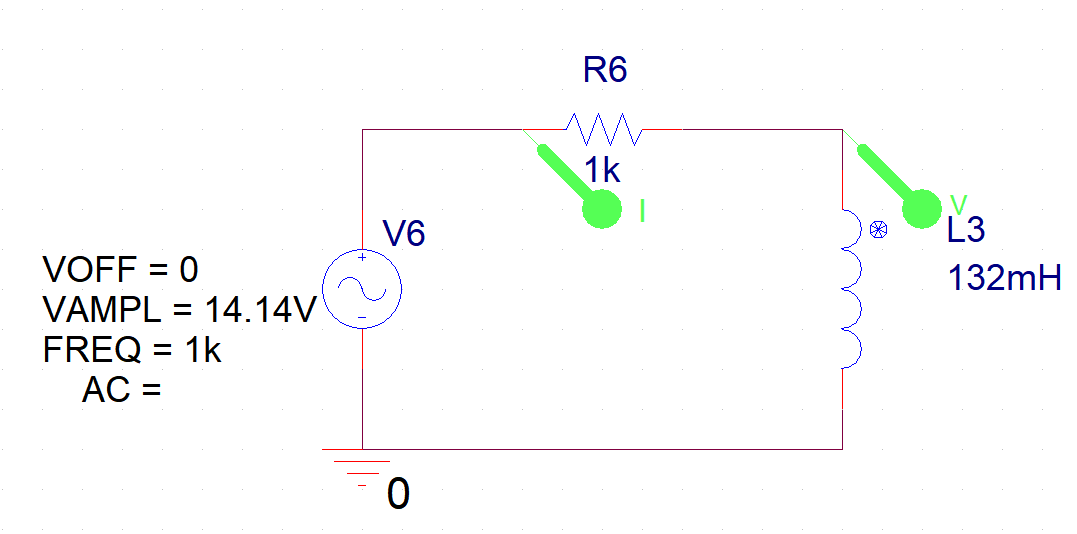 R6
1k
I
V6
V
L3
132mH
VOFF = 0
VAMPL = 14.14V
FREQ = 1k
AC =
0